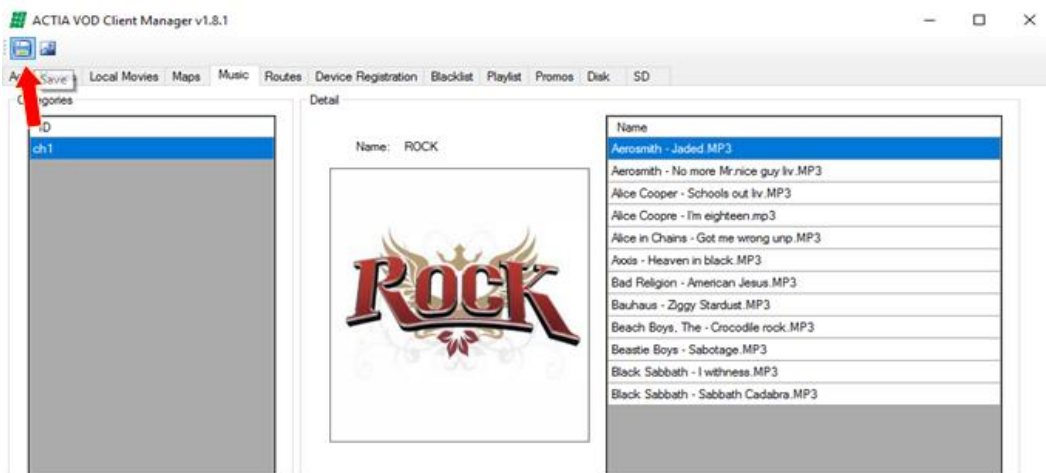 ACTIA VOD Client Manager v1.8.1
Save
Local Movies Maps Music Routes Device Registration Blacklist Playlist Promos Disk SD
Detail
ID
ch1
Name: ROCK
ROCK
Name
Aerosmith - Jaded.MP3
Aerosmith - No more Mr.nice guy liv.MP3
Alice Cooper - Schools out liv.MP3
Alice Coopre - I'm eighteen.mp3
Alice in Chains - Got me wrong unp.MP3
Axxis - Heaven in black.MP3
Bad Religion - American Jesus.MP3
Bauhaus - Ziggy Stardust.MP3
Beach Boys, The - Crocodile rock.MP3
Beastie Boys - Sabotage.MP3
Black Sabbath - I withness.MP3
Black Sabbath - Sabbath Cadabra.MP3